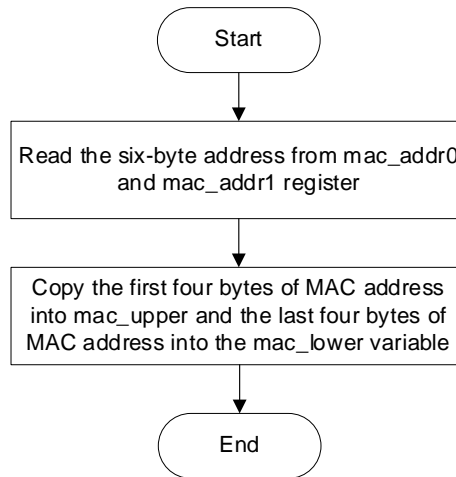 Start
Read the six-byte address from mac_addr0
and mac_addr1 register
Copy the first four bytes of MAC address
into mac_upper and the last four bytes of
MAC address into the mac_lower variable
End